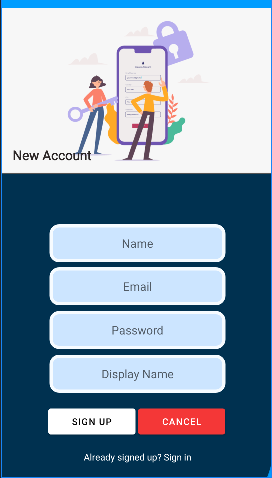 New Account
Name
Email
Password
Display Name
SIGN UP
CANCEL
Already signed up? Sign in